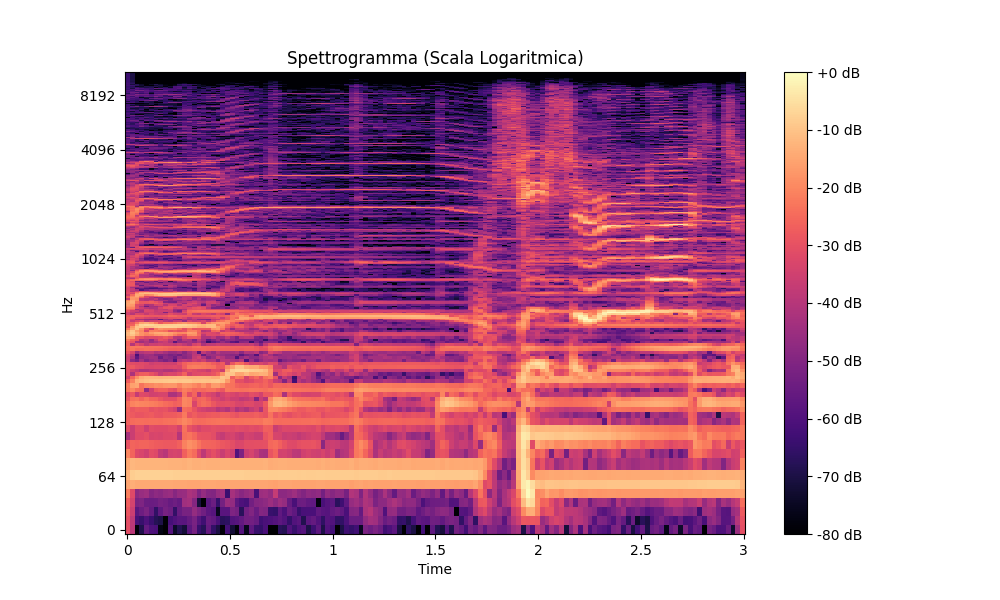 Spettrogramma (Scala Logaritmica)
8192
4096
2048
1024
512
256
128
64
0
Hz
0
0.5
1
1.5
2
2.5
3
Time
+0 dB
-10 dB
-20 dB
-30 dB
-40 dB
-50 dB
-60 dB
-70 dB
-80 dB